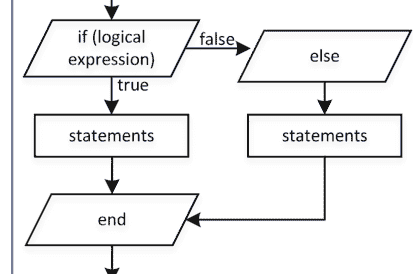 if (logical
expression)
false
else
true
statements
statements
end